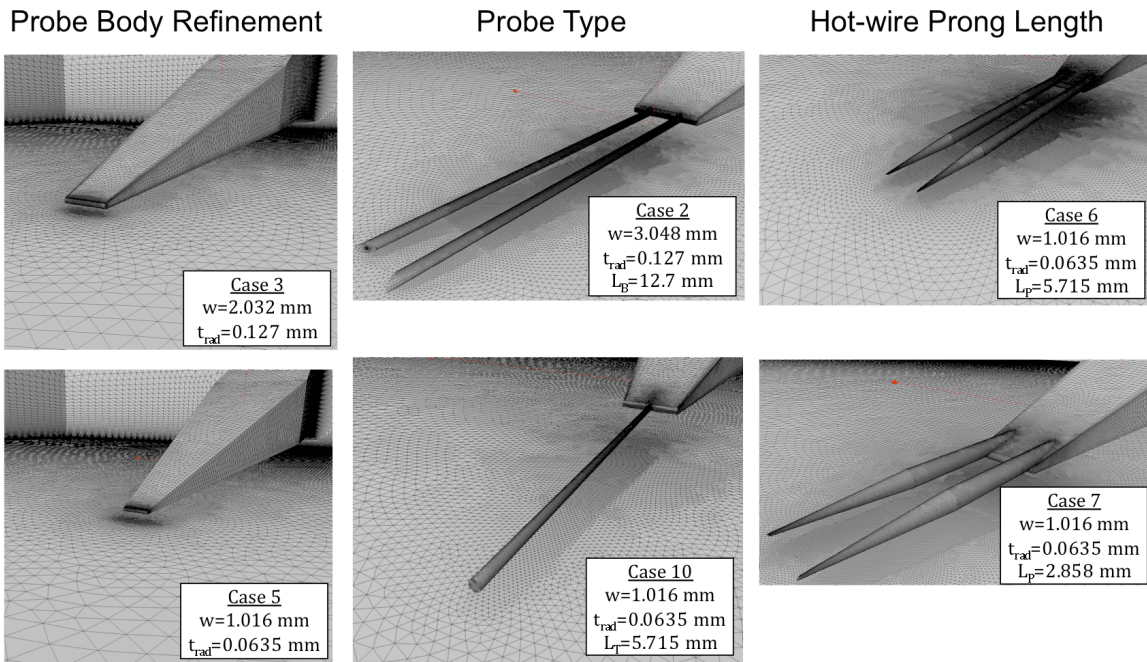 Probe Body Refinement
Probe Type
Hot-wire Prong Length
Case 3
w=2.032 mm
t_rad=0.127 mm
Case 2
w=3.048 mm
t_rad=0.127 mm
L_B=12.7 mm
Case 6
w=1.016 mm
t_rad=0.0635 mm
L_P=5.715 mm
Case 5
w=1.016 mm
t_rad=0.0635 mm
Case 10
w=1.016 mm
t_rad=0.0635 mm
L_T=5.715 mm
Case 7
w=1.016 mm
t_rad=0.0635 mm
L_P=2.858 mm